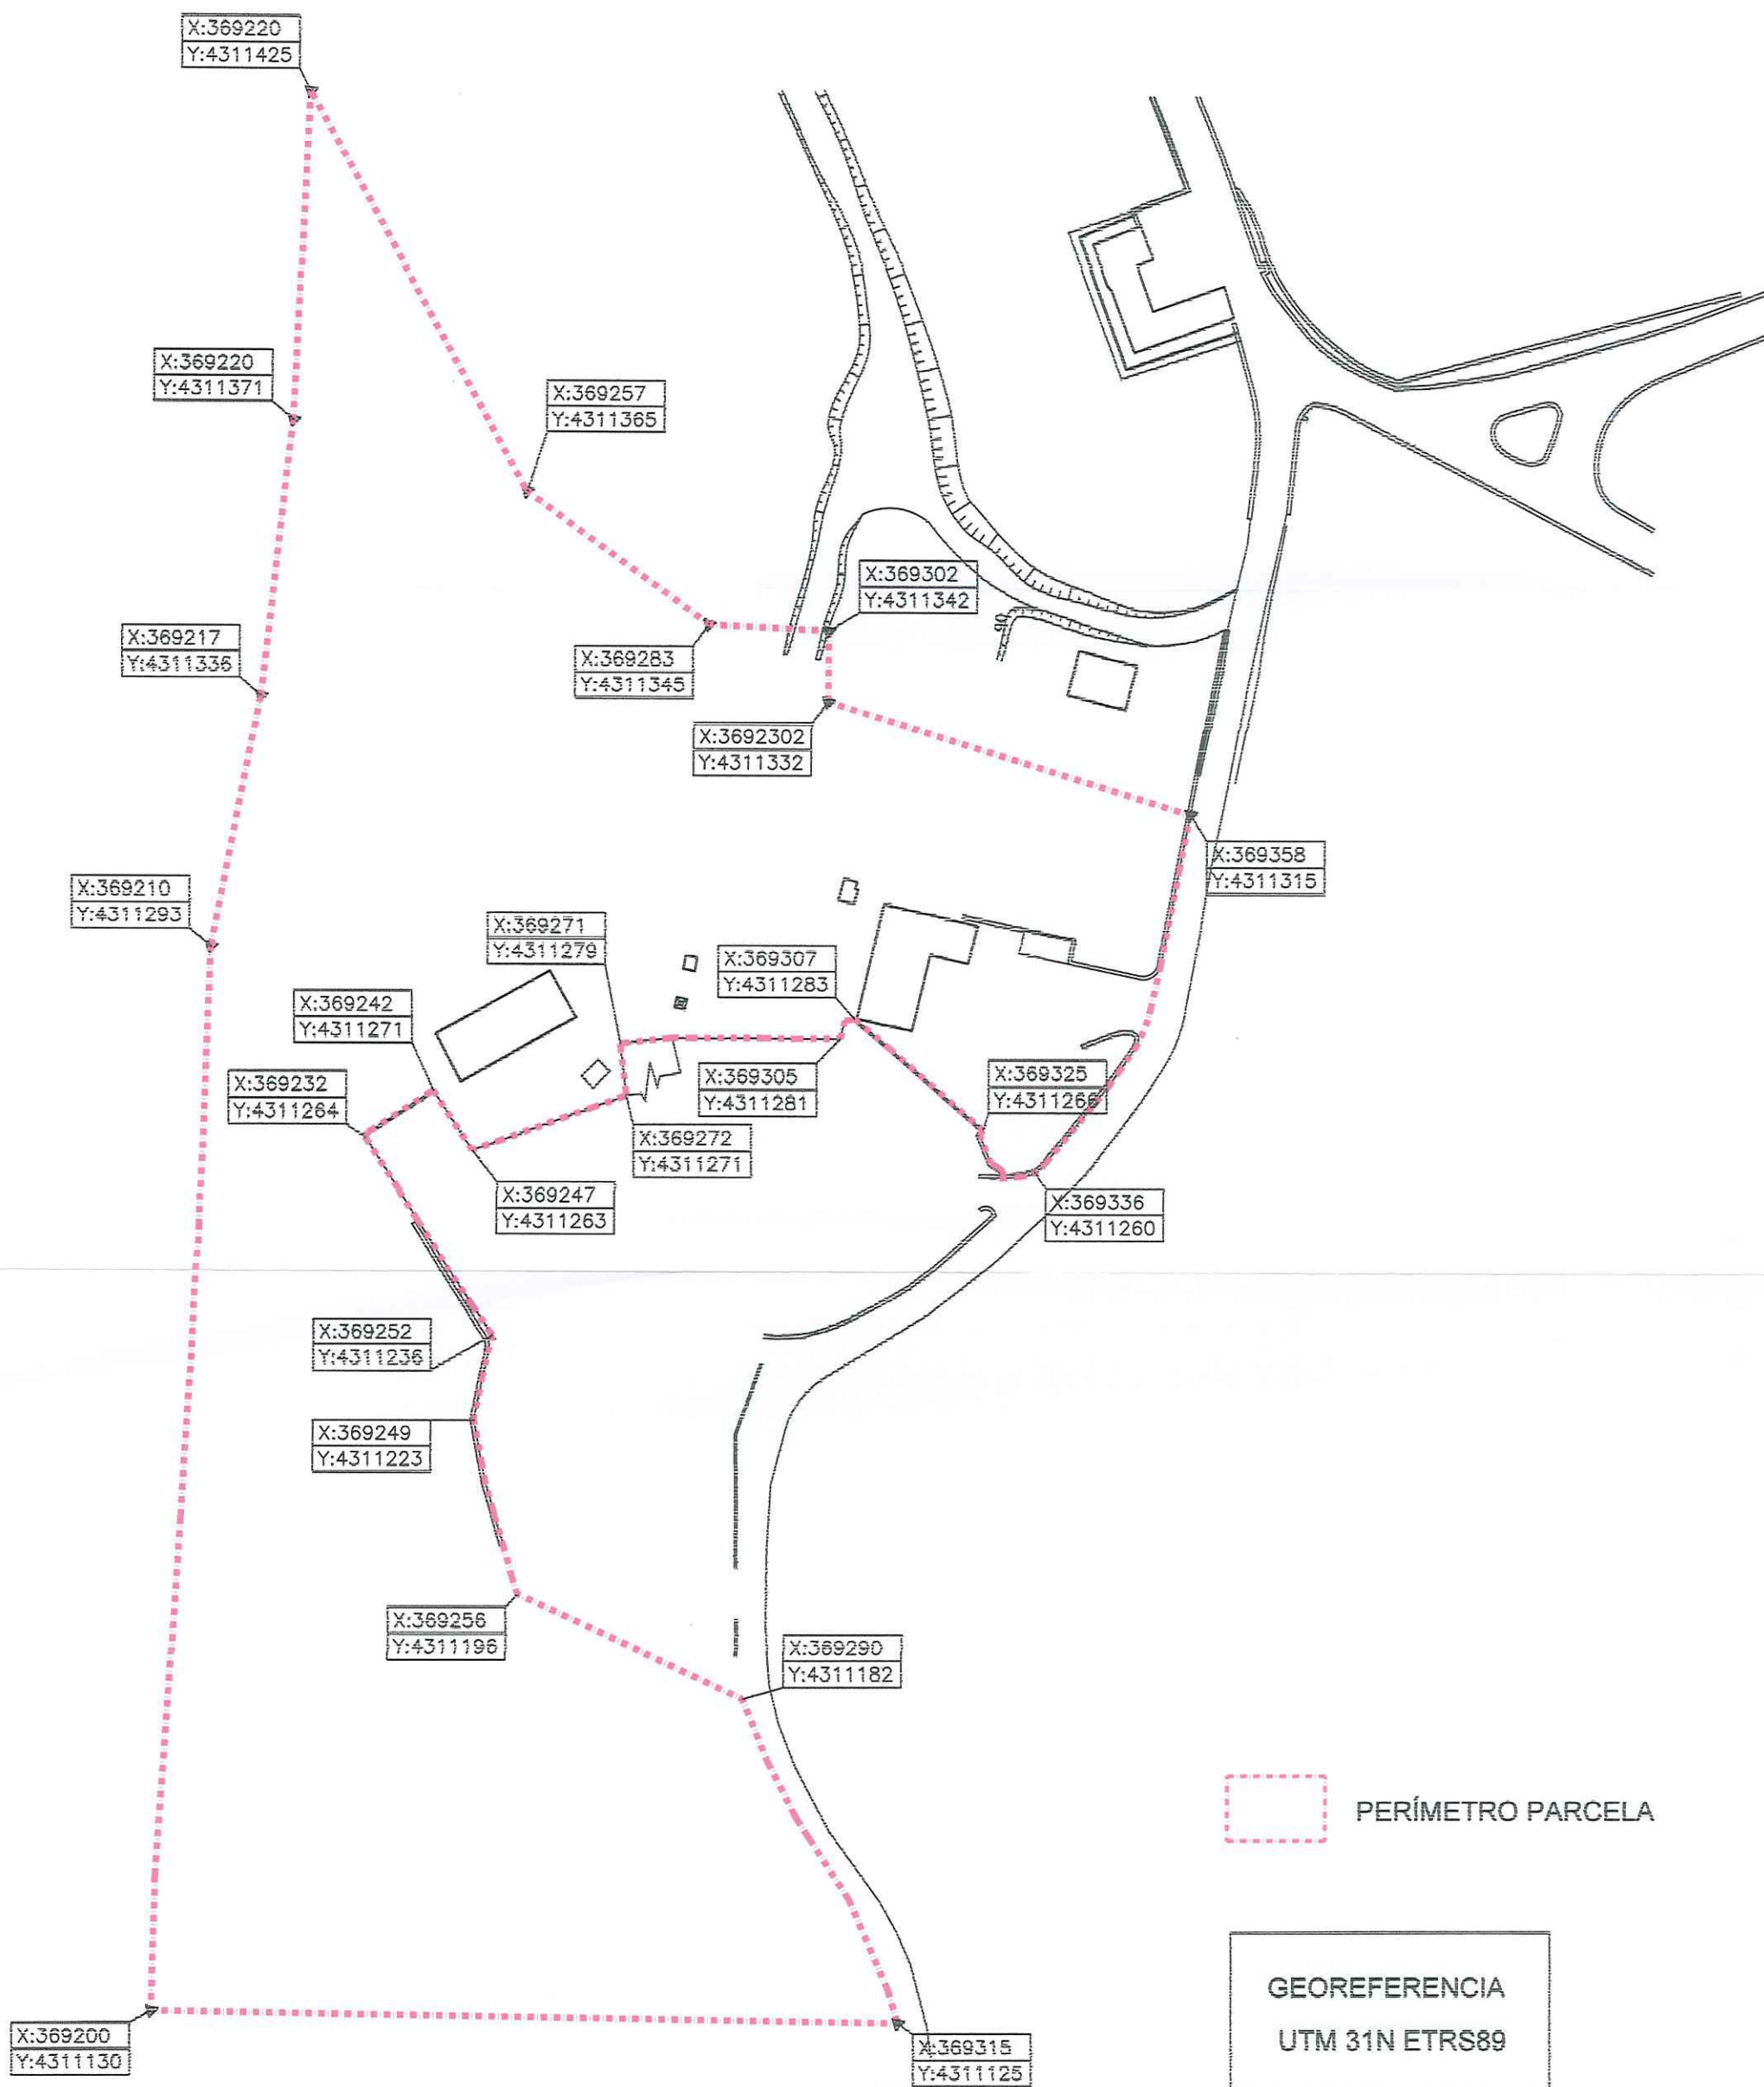 X:369220
Y:4311425
X:369220
Y:4311371
X:369257
Y:4311365
X:369302
Y:4311342
X:369217
Y:4311336
X:369283
Y:4311345
X:3692302
Y:4311332
X:369358
Y:4311315
X:369210
Y:4311293
X:369271
Y:4311279
X:369307
Y:4311283
X:369242
Y:4311271
X:369232
Y:4311264
X:369305
Y:4311281
X:369325
Y:4311266
X:369272
Y:4311271
X:369247
Y:4311263
X:369336
Y:4311260
X:369252
Y:4311236
X:369249
Y:4311223
X:369256
Y:4311196
X:369290
Y:4311182
PERÍMETRO PARCELA
GEOREFERENCIA
UTM 31N ETRS89
X:369200
Y:4311130
X:369315
Y:4311125